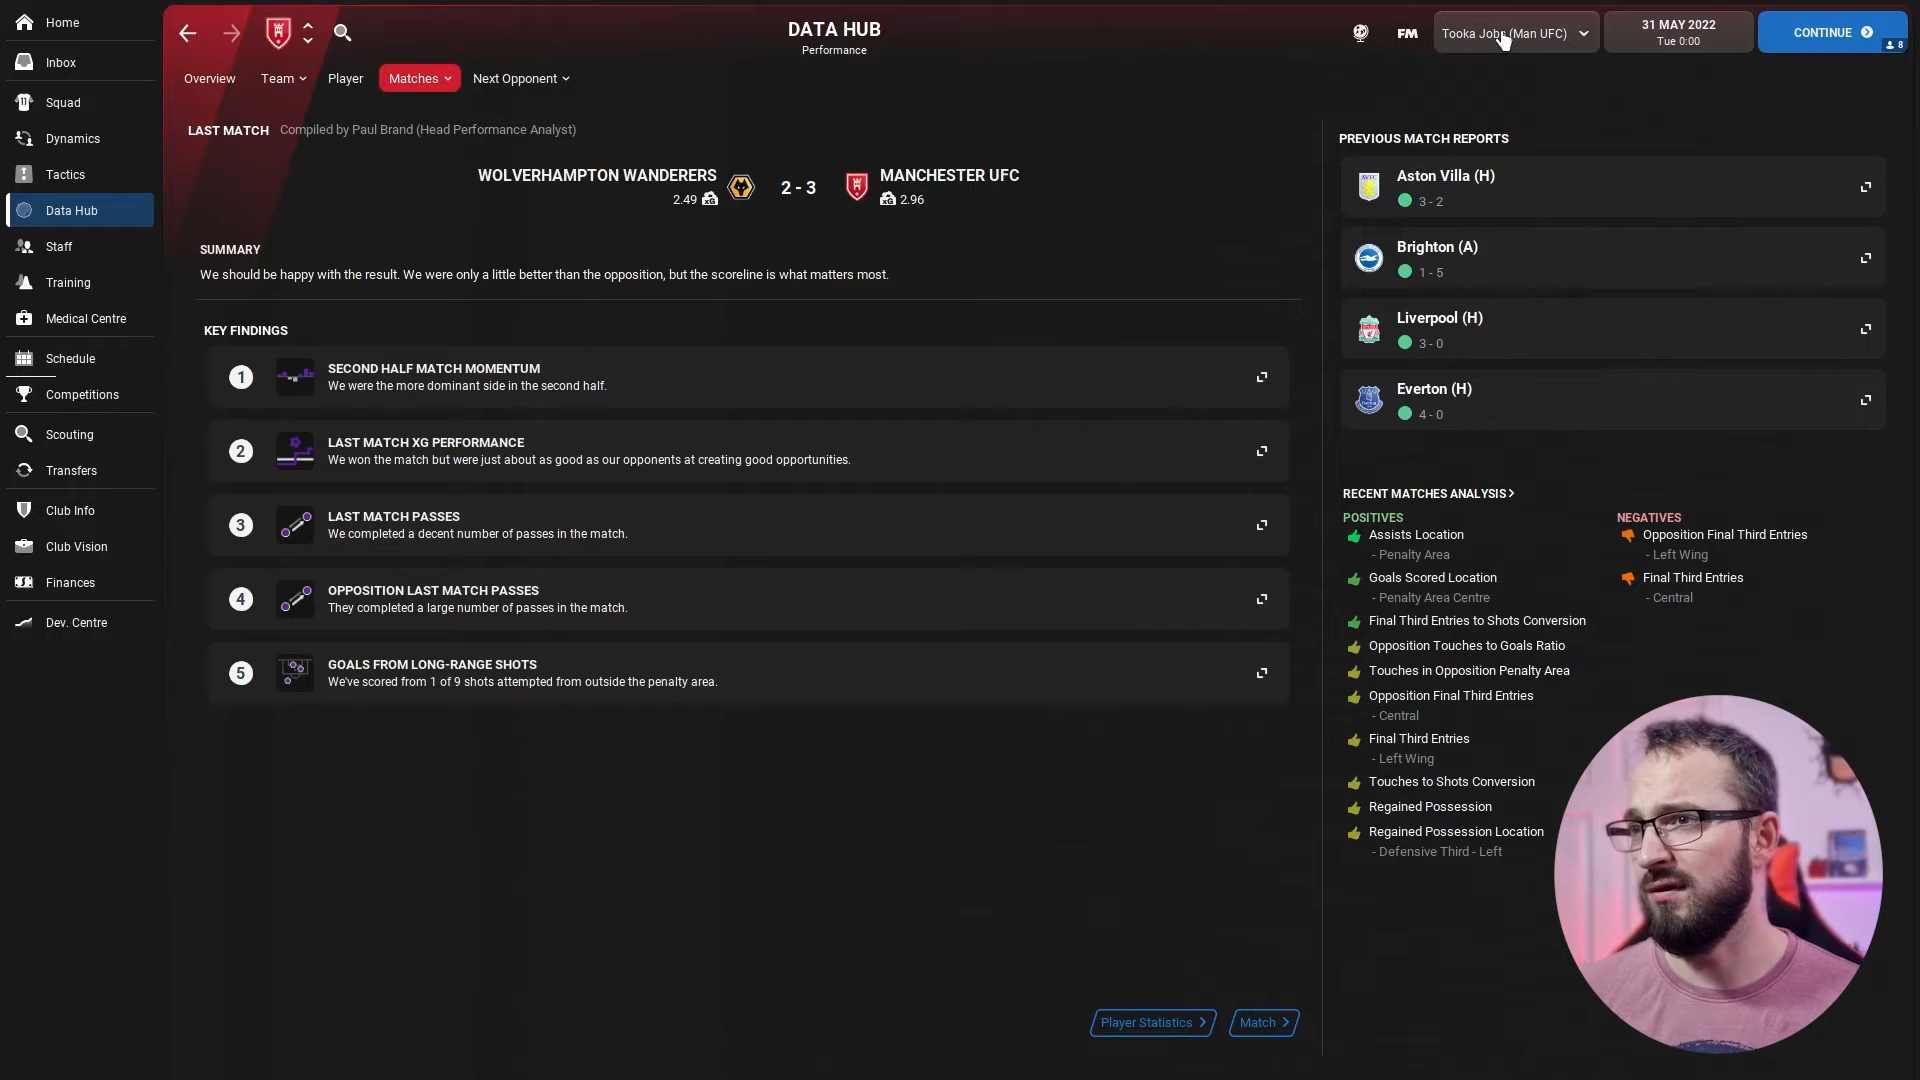 Home
Inbox
Squad
Dynamics
Tactics
Data Hub
Staff
Training
Medical Centre
Schedule
Competitions
Scouting
Transfers
Club Info
Club Vision
Finances
Dev. Centre
DATA HUB
Performance
FM
Tooka Jobs (Man UFC)
31 MAY 2022
Tue 0:00
CONTINUE
8
Overview
Team
Player
Matches
Next Opponent
LAST MATCH Compiled by Paul Brand (Head Performance Analyst)
WOLVERHAMPTON WANDERERS
2.49 xG
2 - 3
MANCHESTER UFC
xG 2.96
SUMMARY
We should be happy with the result. We were only a little better than the opposition, but the scoreline is what matters most.
KEY FINDINGS
1
SECOND HALF MATCH MOMENTUM
We were the more dominant side in the second half.
2
LAST MATCH XG PERFORMANCE
We won the match but were just about as good as our opponents at creating good opportunities.
3
LAST MATCH PASSES
We completed a decent number of passes in the match.
4
OPPOSITION LAST MATCH PASSES
They completed a large number of passes in the match.
5
GOALS FROM LONG-RANGE SHOTS
We've scored from 1 of 9 shots attempted from outside the penalty area.
Player Statistics
Match
PREVIOUS MATCH REPORTS
Aston Villa (H)
3 - 2
Brighton (A)
1 - 5
Liverpool (H)
3 - 0
Everton (H)
4 - 0
RECENT MATCHES ANALYSIS
POSITIVES
Assists Location
- Penalty Area
Goals Scored Location
- Penalty Area Centre
Final Third Entries to Shots Conversion
Opposition Touches to Goals Ratio
Touches in Opposition Penalty Area
Opposition Final Third Entries
- Central
Final Third Entries
- Left Wing
Touches to Shots Conversion
Regained Possession
Regained Possession Location
- Defensive Third - Left
NEGATIVES
Opposition Final Third Entries
- Left Wing
Final Third Entries
- Central